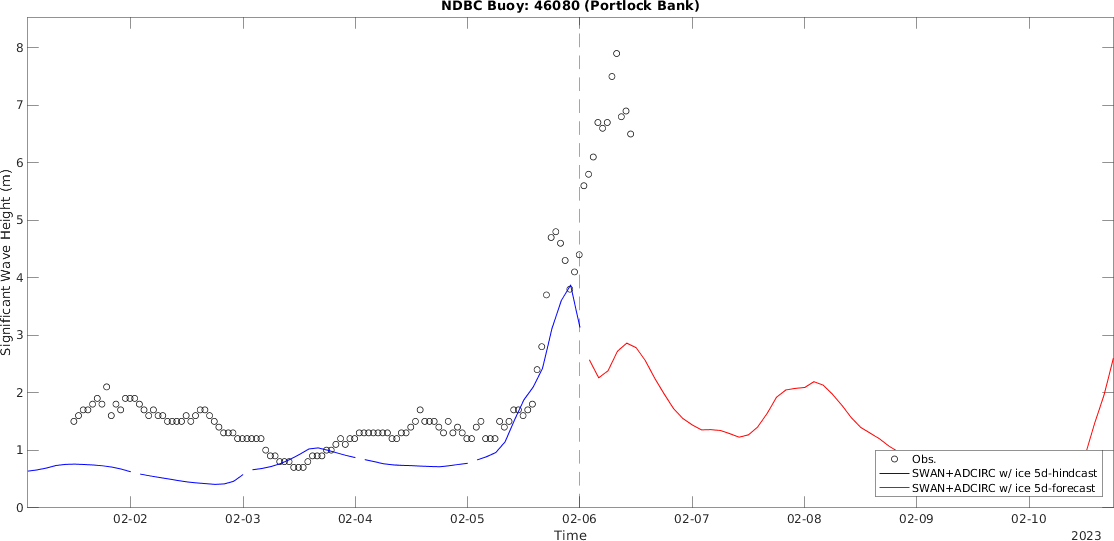 NDBC Buoy: 46080 (Portlock Bank)
8
7
6
5
4
3
2
1
0
Significant Wave Height (m)
02-02 02-03 02-04 02-05 02-06 02-07 02-08 02-09 02-10
Time
2023
Obs.
SWAN+ADCIRC w/ ice 5d-hindcast
SWAN+ADCIRC w/ ice 5d-forecast